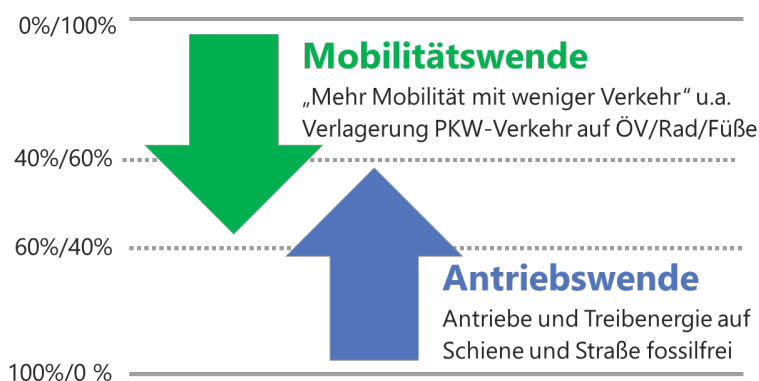 0%/100%
Mobilitätswende
„Mehr Mobilität mit weniger Verkehr“ u.a.
Verlagerung PKW-Verkehr auf ÖV/Rad/Füße
40%/60%
60%/40%
Antriebswende
Antriebe und Treibenergie auf
Schiene und Straße fossilfrei
100%/0 %